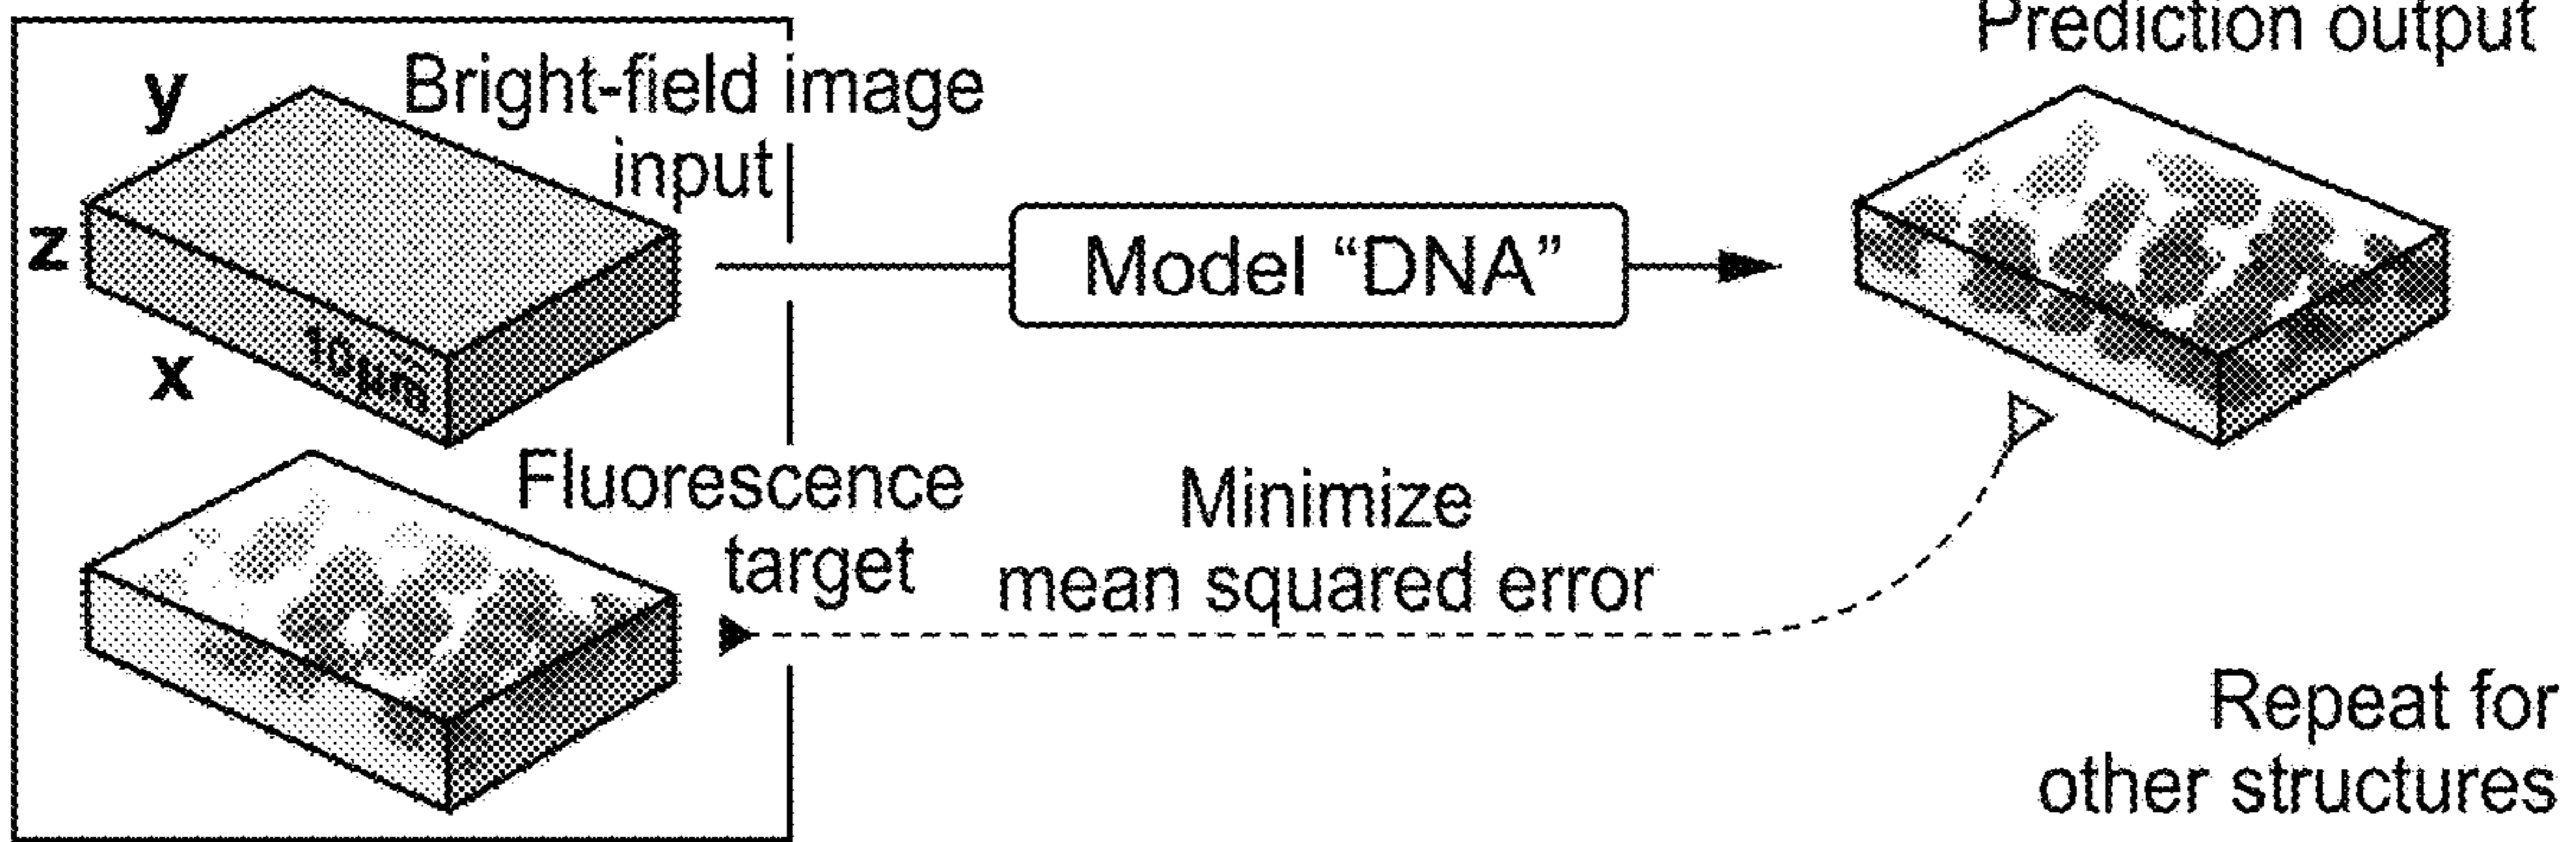 Prediction output
y
Bright-field image
input
z
Model “DNA”
10µm
x
Fluorescence
target
Minimize
mean squared error
Repeat for
other structures